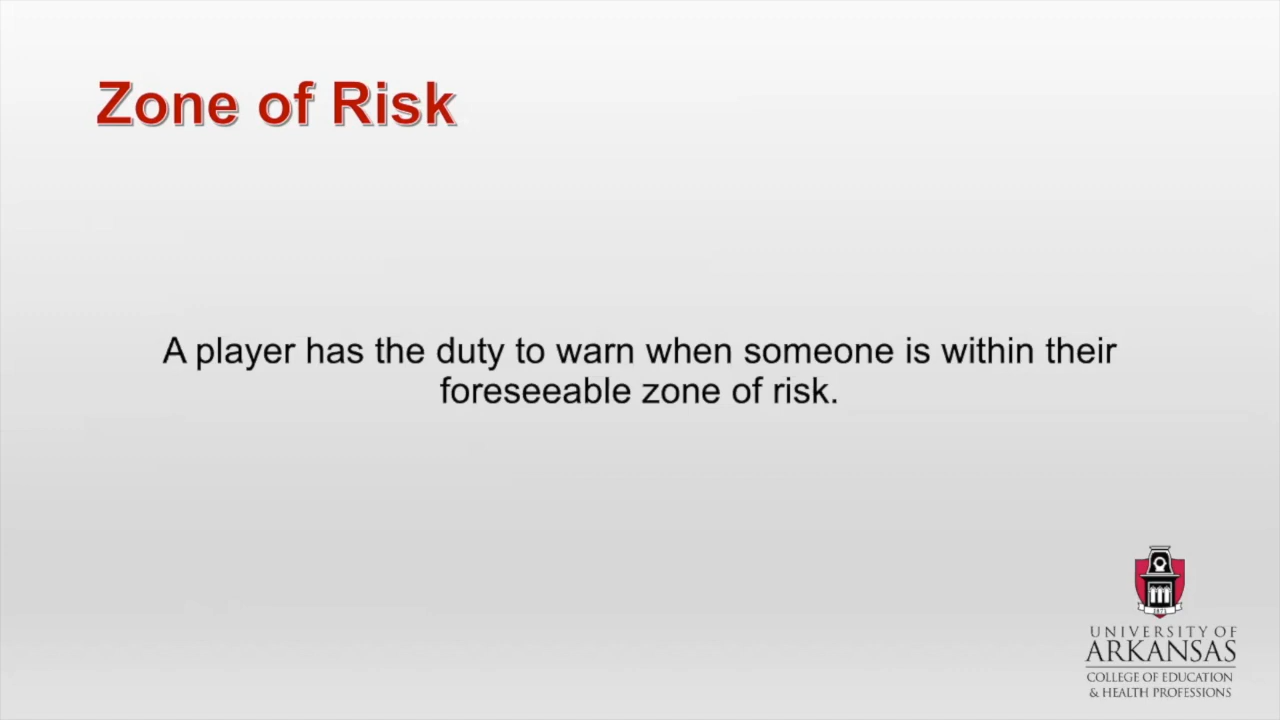 Zone of Risk
A player has the duty to warn when someone is within their
foreseeable zone of risk.
1871
UNIVERSITY OF
ARKANSAS
COLLEGE OF EDUCATION
& HEALTH PROFESSIONS